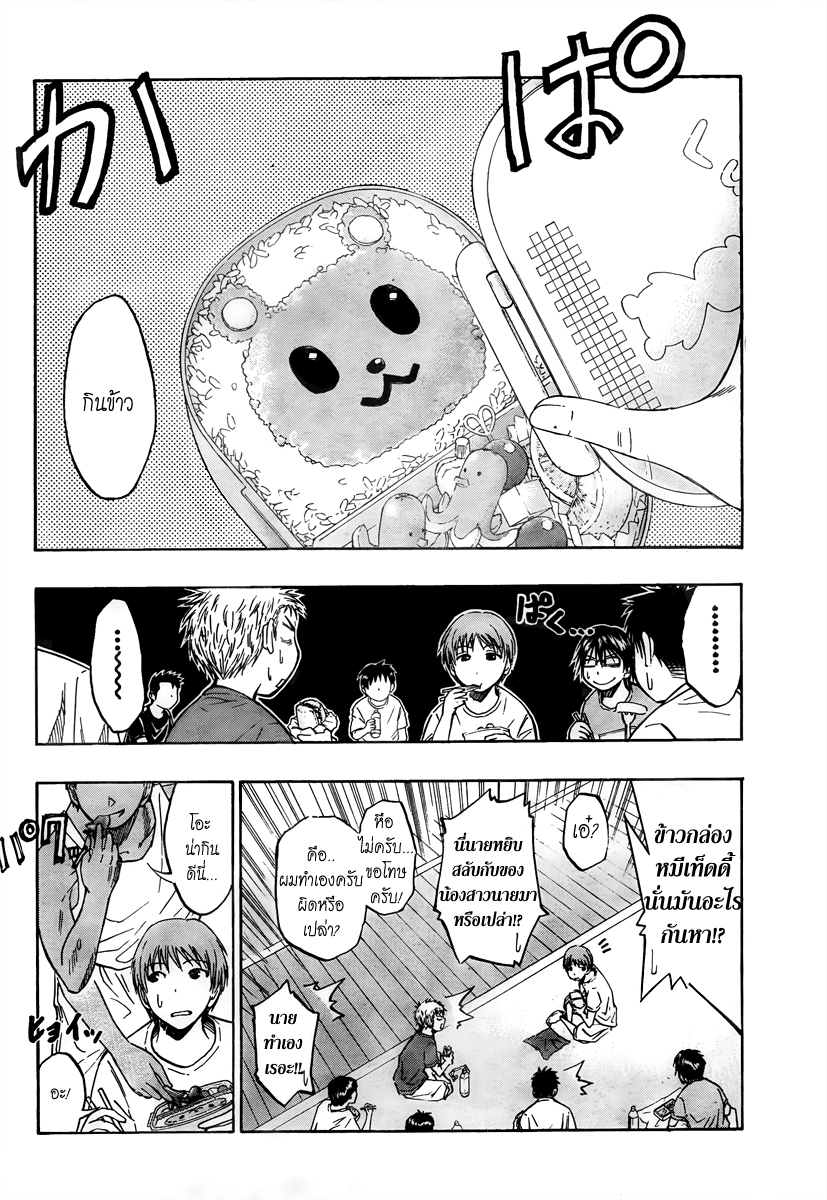 ぱ
かっ
กินข้าว
ぱく…
ข้าวกล่อง
หมีเท็ดดี้
นั่นมันอะไร
กันหา!?
เอ๋?
นี่นายหยิบ
สลับกับของ
น้องสาวนายมา
หรือเปล่า!?
หือ
ไม่ครับ...
ขอโทษ
ครับ!
คือ..
ผมทำเองครับ
ผิดหรือ
เปล่า?
นาย
ทำเอง
เรอะ!!
โอะ
น่ากิน
ดีนี่...
パクッ
ヒョイッ
อะ!